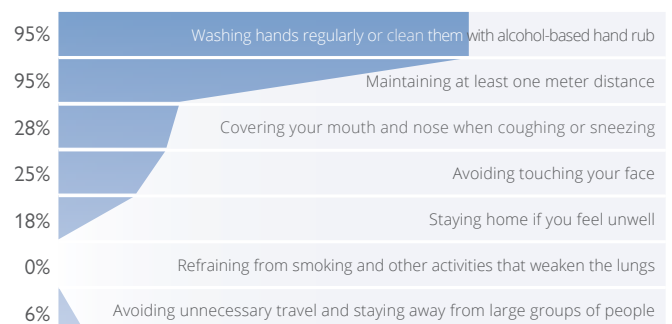 95% Washing hands regularly or clean them with alcohol-based hand rub
95% Maintaining at least one meter distance
28% Covering your mouth and nose when coughing or sneezing
25% Avoiding touching your face
18% Staying home if you feel unwell
0% Refraining from smoking and other activities that weaken the lungs
6% Avoiding unnecessary travel and staying away from large groups of people